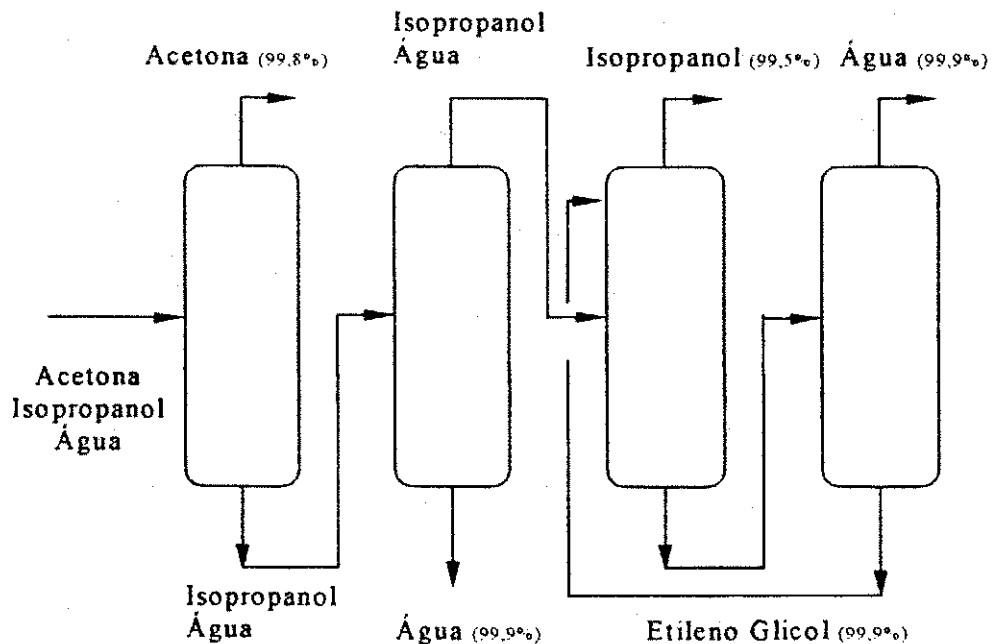 Acetona (99,8%)
Isopropanol
Água
Isopropanol (99,5%)
Água (99,9%)
Acetona
Isopropanol
Água
Isopropanol
Água
Água (99,9%)
Etileno Glicol (99,9%)